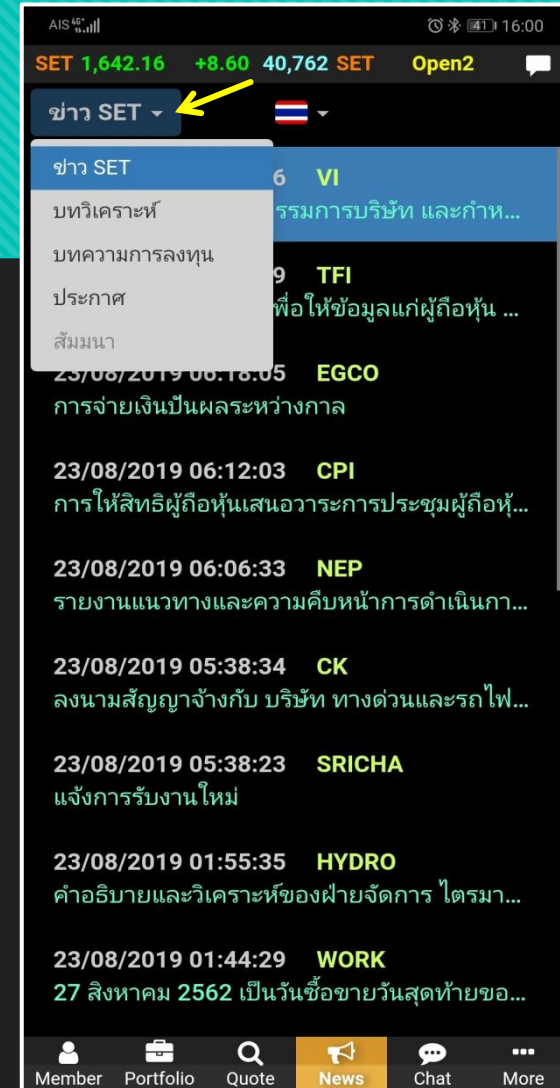 AIS 46+ 16:00
SET 1,642.16 +8.60 40,762 SET Open2
ข่าว SET
ข่าว SET
บทวิเคราะห์
บทความการลงทุน
ประกาศ
สัมมนา
6 VI
รรมการบริษัท และกำห...
9 TFI
พื่อให้ข้อมูลแก่ผู้ถือหุ้น ...
23/08/2019 06:18:05 EGCO
การจ่ายเงินปันผลระหว่างกาล
23/08/2019 06:12:03 CPI
การให้สิทธิผู้ถือหุ้นเสนอวาระการประชุมผู้ถือหุ้...
23/08/2019 06:06:33 NEP
รายงานแนวทางและความคืบหน้าการดำเนินกา...
23/08/2019 05:38:34 CK
ลงนามสัญญาจ้างกับ บริษัท ทางด่วนและรถไฟ...
23/08/2019 05:38:23 SRICHA
แจ้งการรับงานใหม่
23/08/2019 01:55:35 HYDRO
คำอธิบายและวิเคราะห์ของฝ่ายจัดการ ไตรมา...
23/08/2019 01:44:29 WORK
27 สิงหาคม 2562 เป็นวันซื้อขายวันสุดท้ายขอ...
Member Portfolio Quote News Chat More